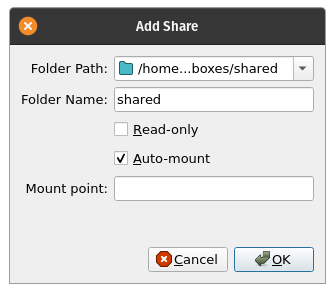 Add Share
Folder Path: /home...boxes/shared
Folder Name: shared
Read-only
Auto-mount
Mount point:
Cancel OK